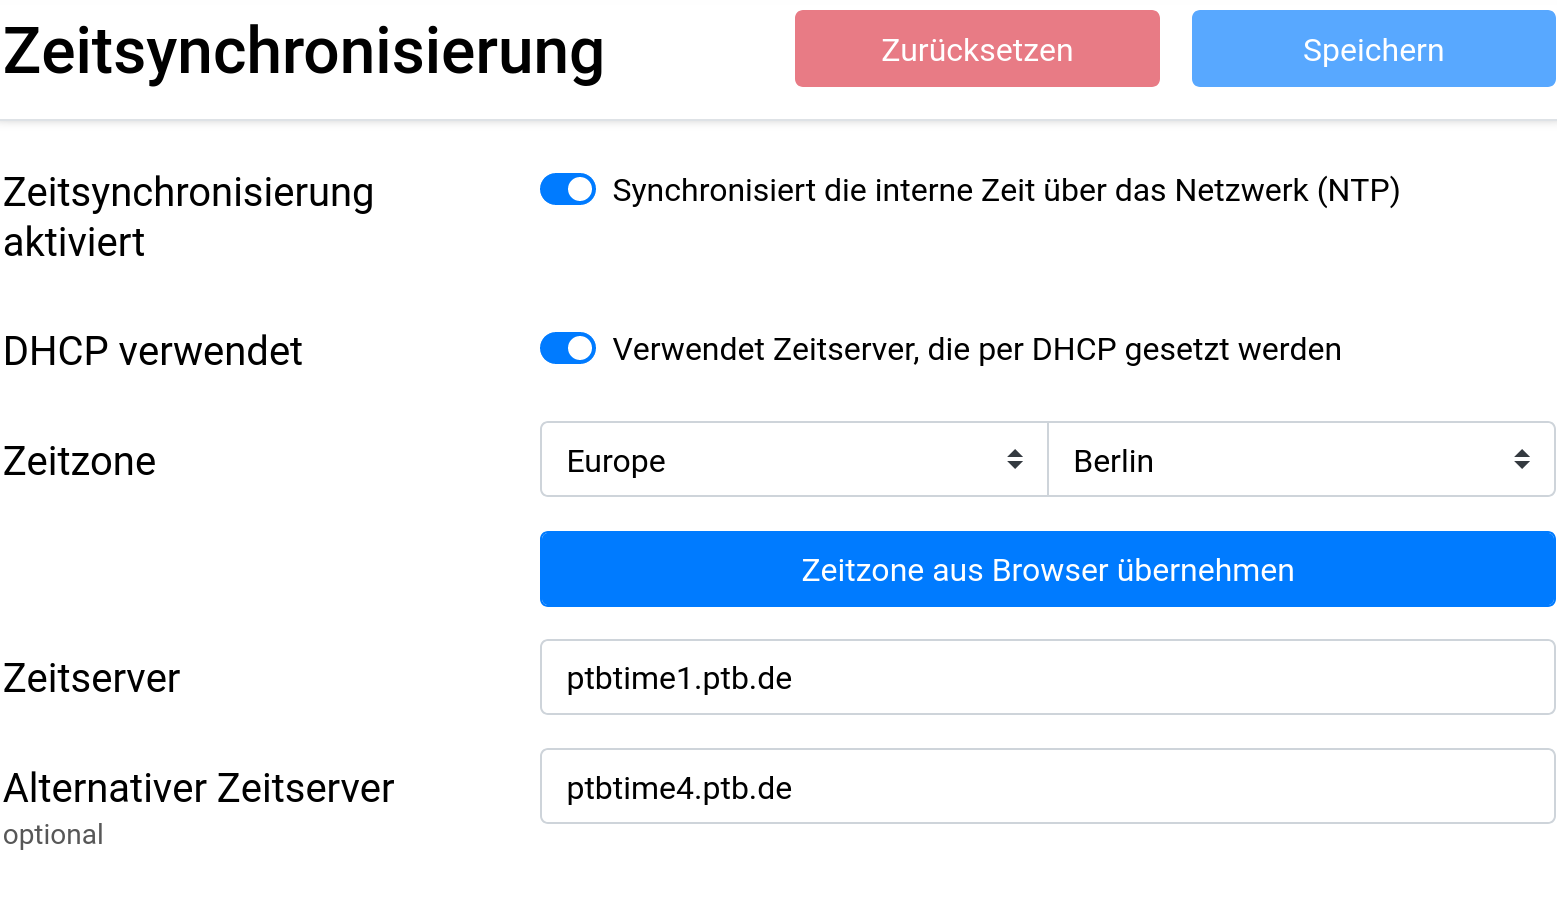 Zeitsynchronisierung
Zurücksetzen
Speichern
Zeitsynchronisierung
aktiviert
Synchronisiert die interne Zeit über das Netzwerk (NTP)
DHCP verwendet
Verwendet Zeitserver, die per DHCP gesetzt werden
Zeitzone
Europe
Berlin
Zeitzone aus Browser übernehmen
Zeitserver
ptbtime1.ptb.de
Alternativer Zeitserver
optional
ptbtime4.ptb.de